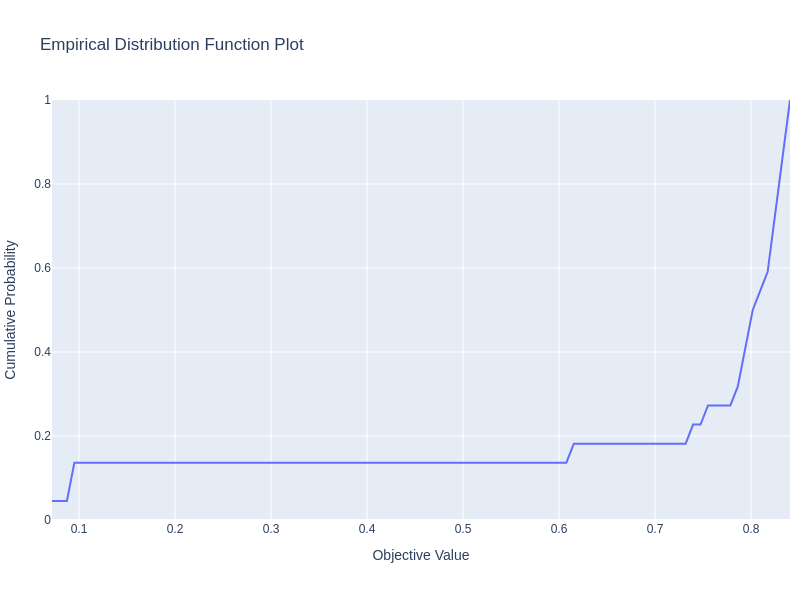 Empirical Distribution Function Plot
1
0.8
0.6
0.4
0.2
0
Cumulative Probability
0.1 0.2 0.3 0.4 0.5 0.6 0.7 0.8
Objective Value